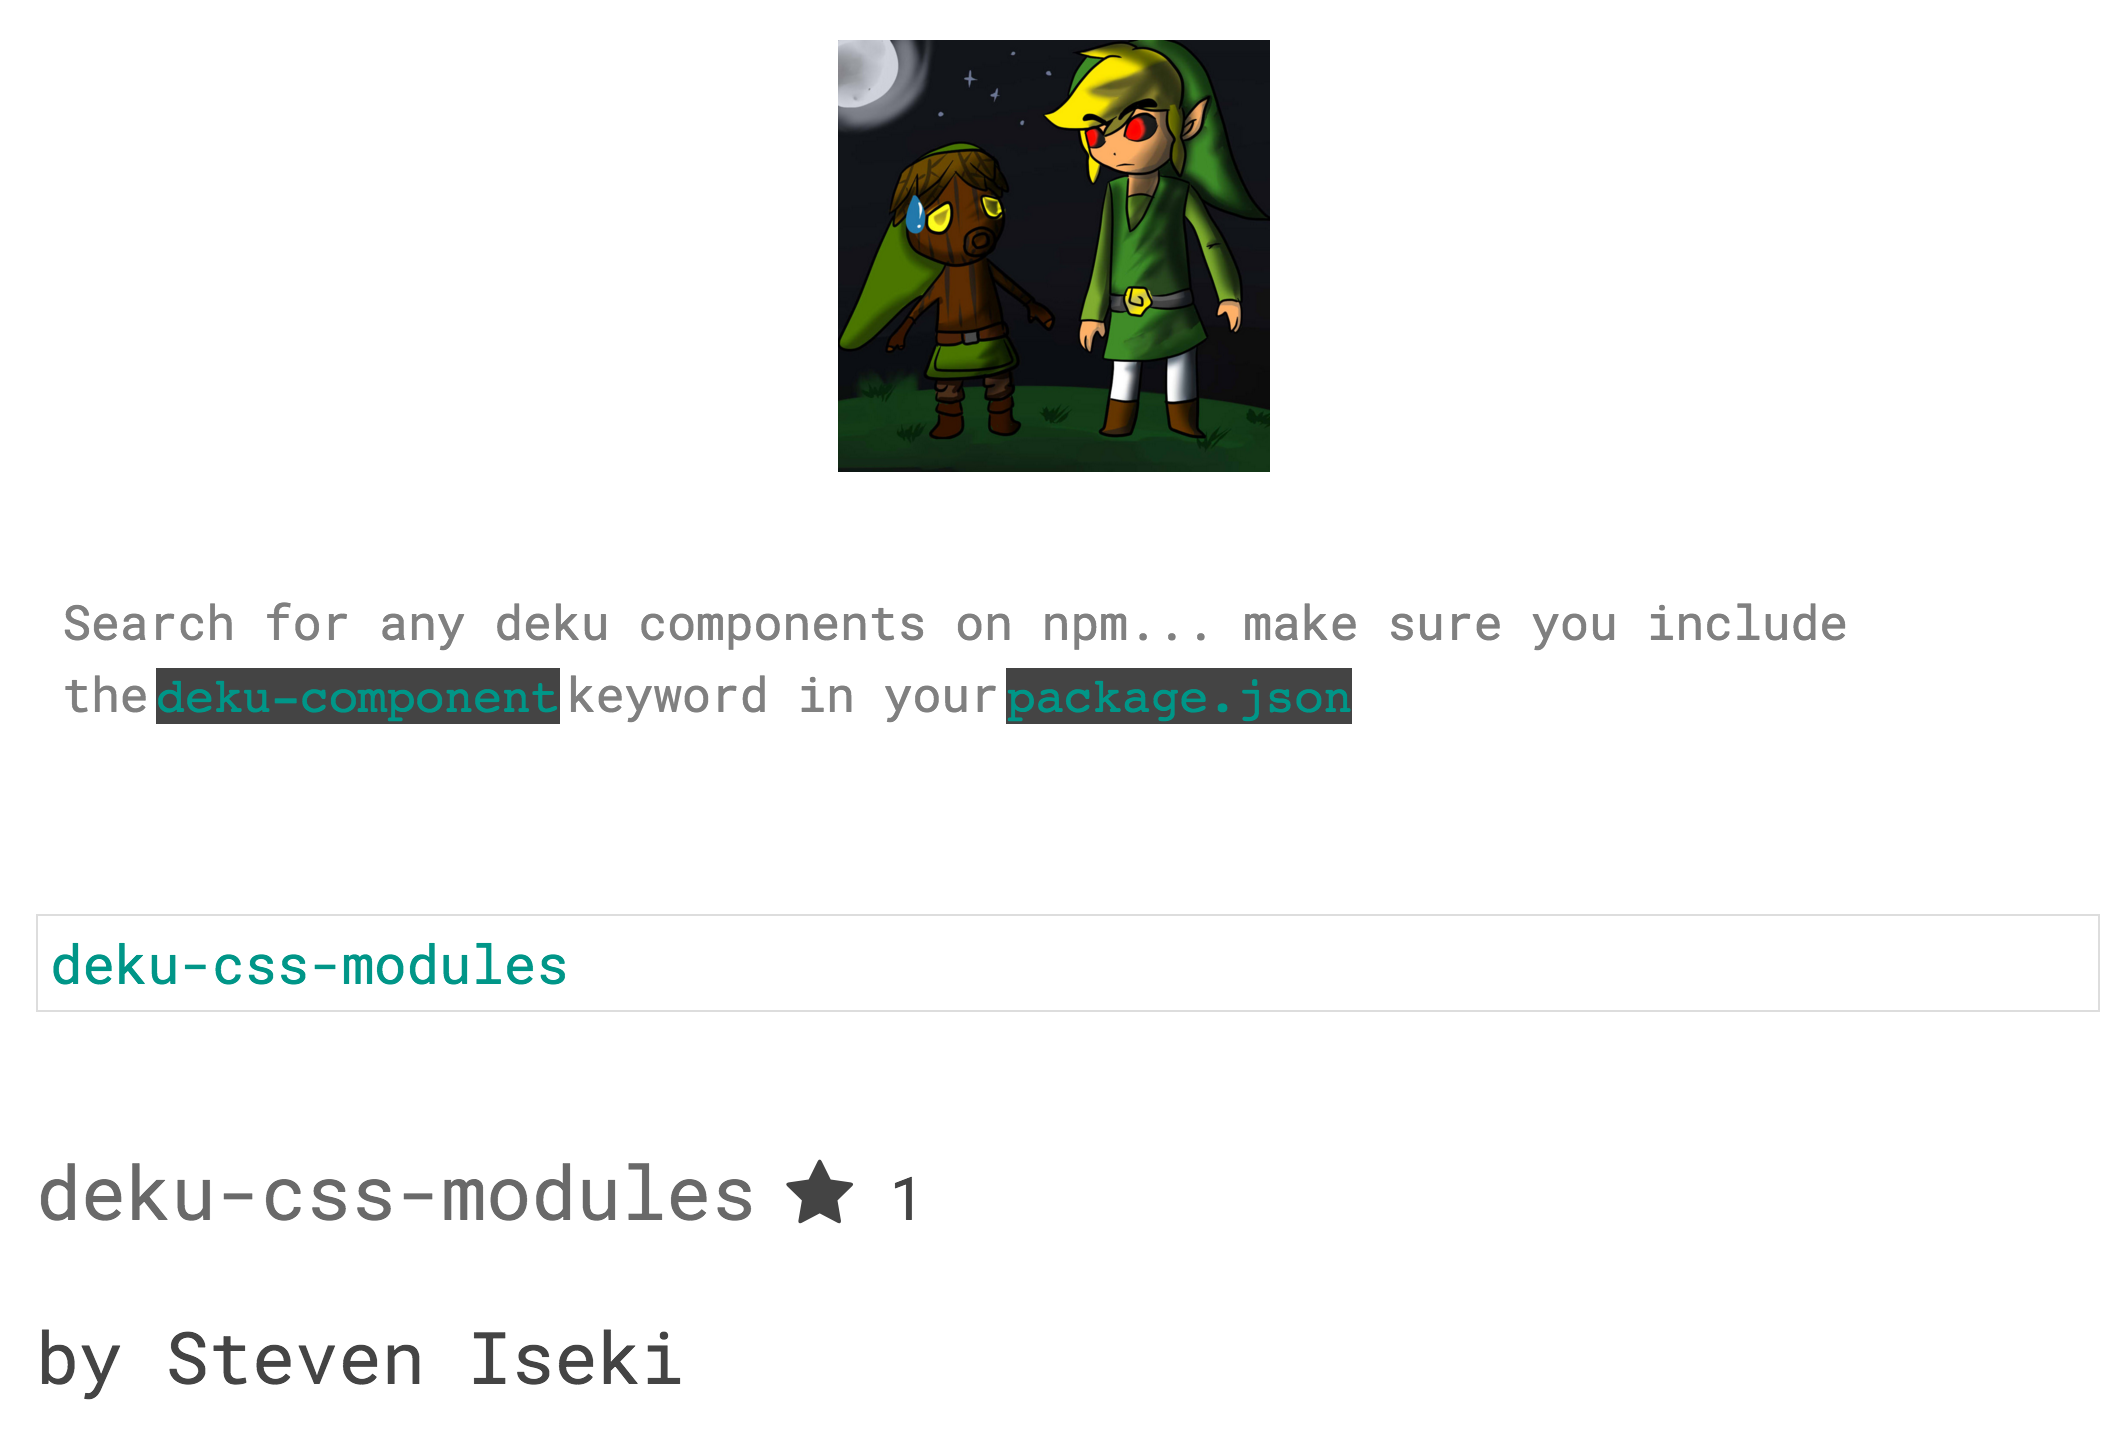 Search for any deku components on npm... make sure you include
the deku-component keyword in your package.json
deku-css-modules
deku-css-modules ★ 1
by Steven Iseki